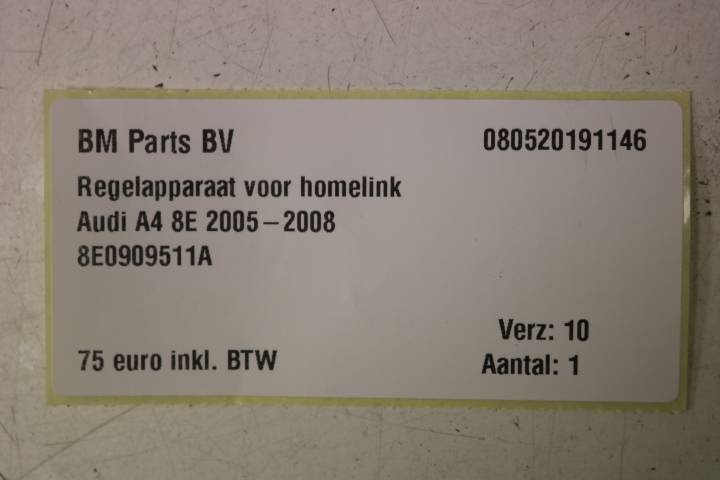 BM Parts BV 080520191146
Regelapparaat voor homelink
Audi A4 8E 2005–2008
8E0909511A
Verz: 10
75 euro inkl. BTW Aantal: 1